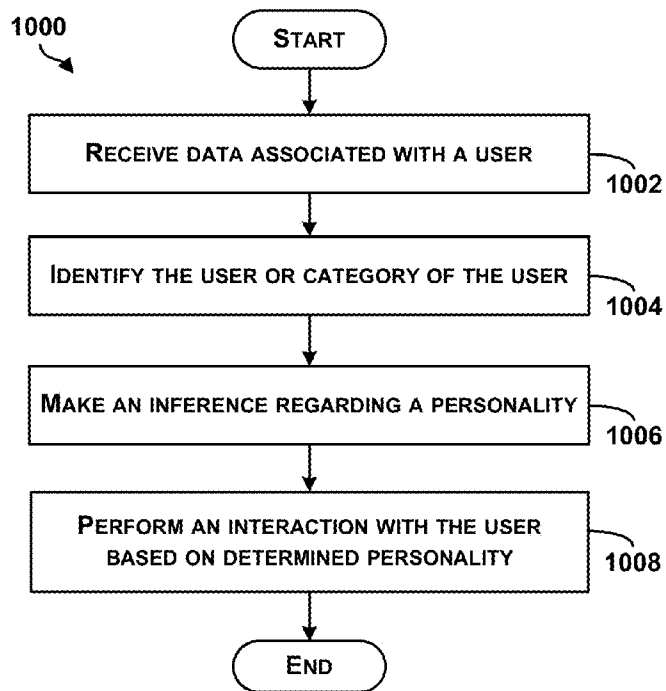 1000
START
RECEIVE DATA ASSOCIATED WITH A USER
1002
IDENTIFY THE USER OR CATEGORY OF THE USER
1004
MAKE AN INFERENCE REGARDING A PERSONALITY
1006
PERFORM AN INTERACTION WITH THE USER
BASED ON DETERMINED PERSONALITY
1008
END